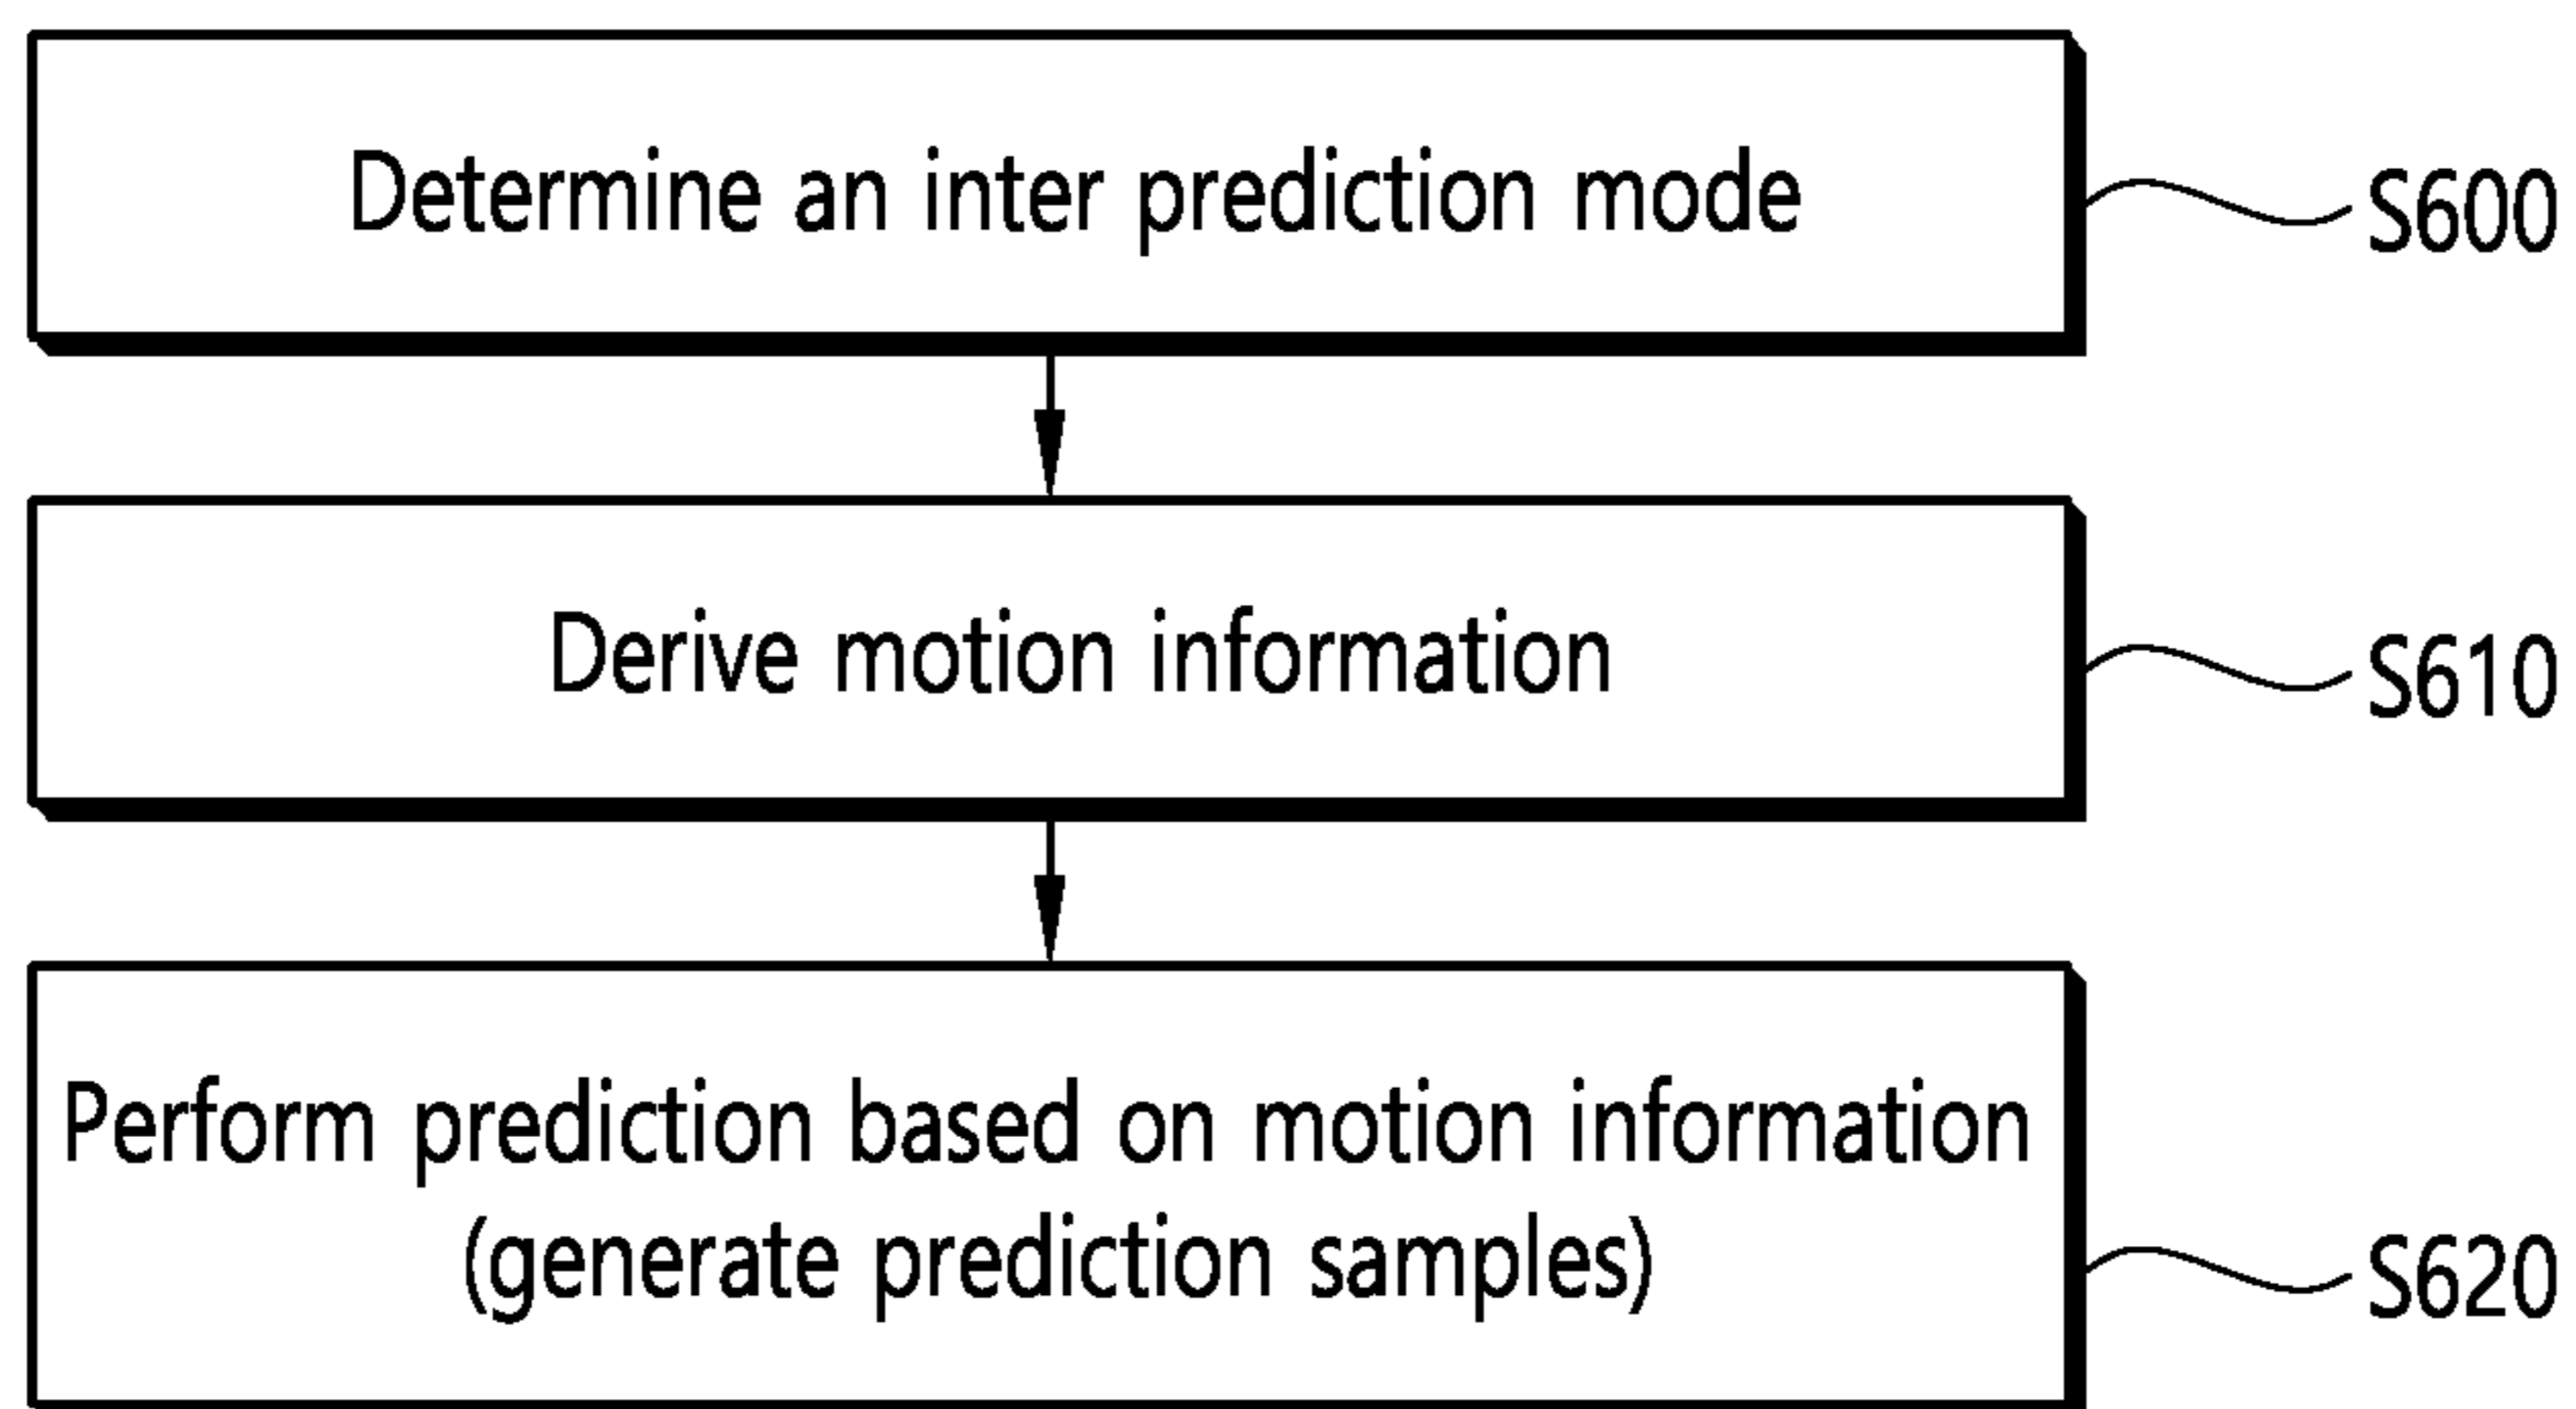 Determine an inter prediction mode
S600
Derive motion information
S610
Perform prediction based on motion information
(generate prediction samples)
S620